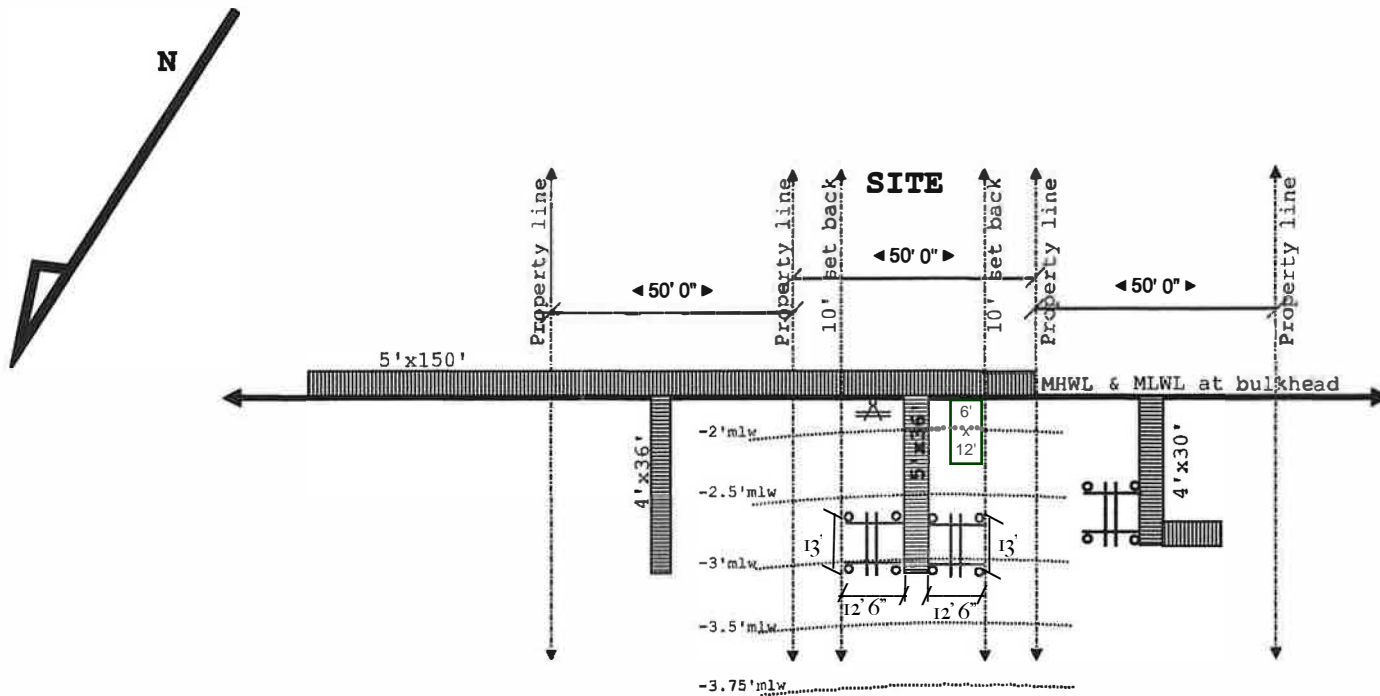 N
SITE
Property line
Property line
10' set back
10' set back
Property line
Property line
◄ 50' 0" ►
◄ 50' 0" ►
◄ 50' 0" ►
5'x150'
MHWL & MLWL at bulkhead
-2'mlw
6'
x
12'
4'x36'
5'x36'
4'x30'
-2.5'mlw
13'
13'
-3'mlw
12' 6"
12' 6"
-3.5'mlw
-3.75'mlw